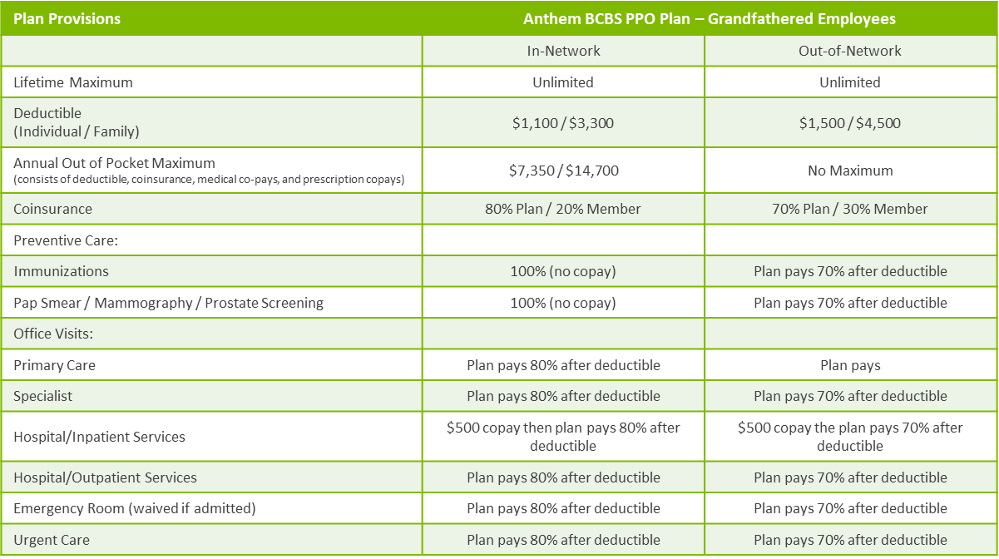 Plan Provisions
Anthem BCBS PPO Plan – Grandfathered Employees
In-Network
Out-of-Network
Lifetime Maximum
Unlimited
Unlimited
Deductible
(Individual / Family)
$1,100 / $3,300
$1,500 / $4,500
Annual Out of Pocket Maximum
(consists of deductible, coinsurance, medical co-pays, and prescription copays)
$7,350 / $14,700
No Maximum
Coinsurance
80% Plan / 20% Member
70% Plan / 30% Member
Preventive Care:
Immunizations
100% (no copay)
Plan pays 70% after deductible
Pap Smear / Mammography / Prostate Screening
100% (no copay)
Plan pays 70% after deductible
Office Visits:
Primary Care
Plan pays 80% after deductible
Plan pays
Specialist
Plan pays 80% after deductible
Plan pays 70% after deductible
Hospital/Inpatient Services
$500 copay then plan pays 80% after
deductible
$500 copay the plan pays 70% after
deductible
Hospital/Outpatient Services
Plan pays 80% after deductible
Plan pays 70% after deductible
Emergency Room (waived if admitted)
Plan pays 80% after deductible
Plan pays 70% after deductible
Urgent Care
Plan pays 80% after deductible
Plan pays 70% after deductible